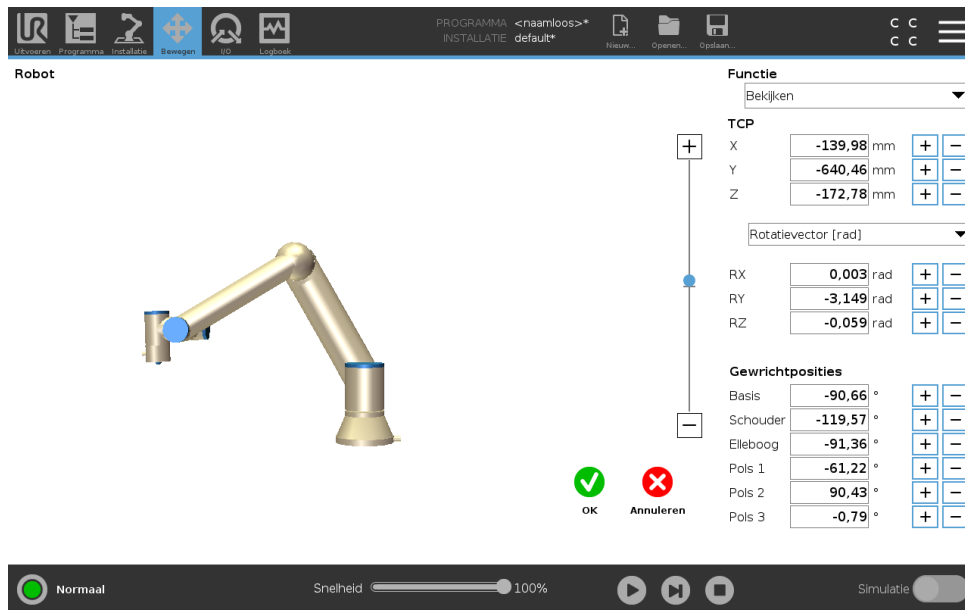 PROGRAMMA <naamloos>*
INSTALLATIE default*
UR
Uitvoeren Programma Installatie Bewegen I/O Logboek Nieuw... Openen... Opslaan...
C C
C C
Robot
Functie
Bekijken
TCP
X -139,98 mm + −
Y -640,46 mm + −
Z -172,78 mm + −
Rotatievector [rad]
RX 0,003 rad + −
RY -3,149 rad + −
RZ -0,059 rad + −
Gewrichtposities
Basis -90,66 ° + −
Schouder -119,57 ° + −
Elleboog -91,36 ° + −
Pols 1 -61,22 ° + −
Pols 2 90,43 ° + −
Pols 3 -0,79 ° + −
OK Annuleren
Normaal Snelheid 100% Simulatie